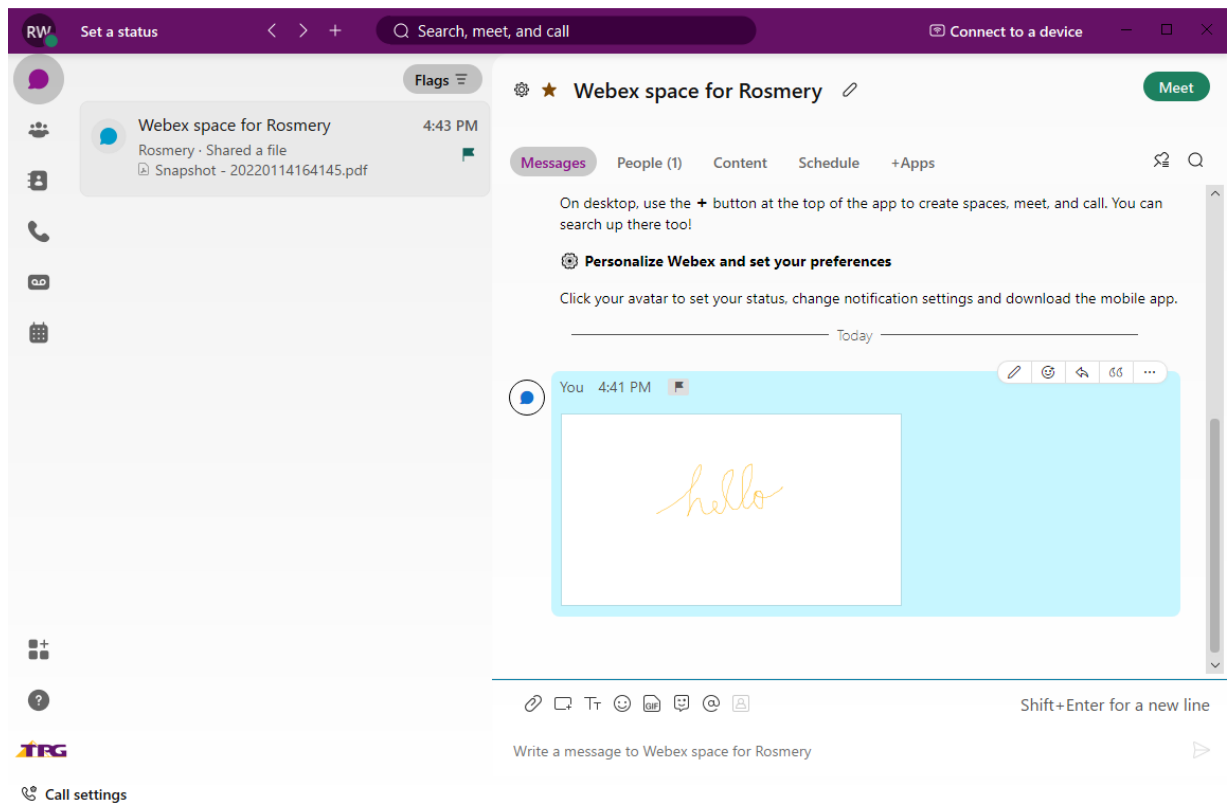 RW Set a status Search, meet, and call Connect to a device
Flags
Webex space for Rosmery 4:43 PM
Rosmery · Shared a file
Snapshot - 20220114164145.pdf
TPG
Call settings
Webex space for Rosmery Meet
Messages People (1) Content Schedule +Apps
On desktop, use the + button at the top of the app to create spaces, meet, and call. You can
search up there too!
Personalize Webex and set your preferences
Click your avatar to set your status, change notification settings and download the mobile app.
Today
You 4:41 PM
hello
GIF
Shift+Enter for a new line
Write a message to Webex space for Rosmery